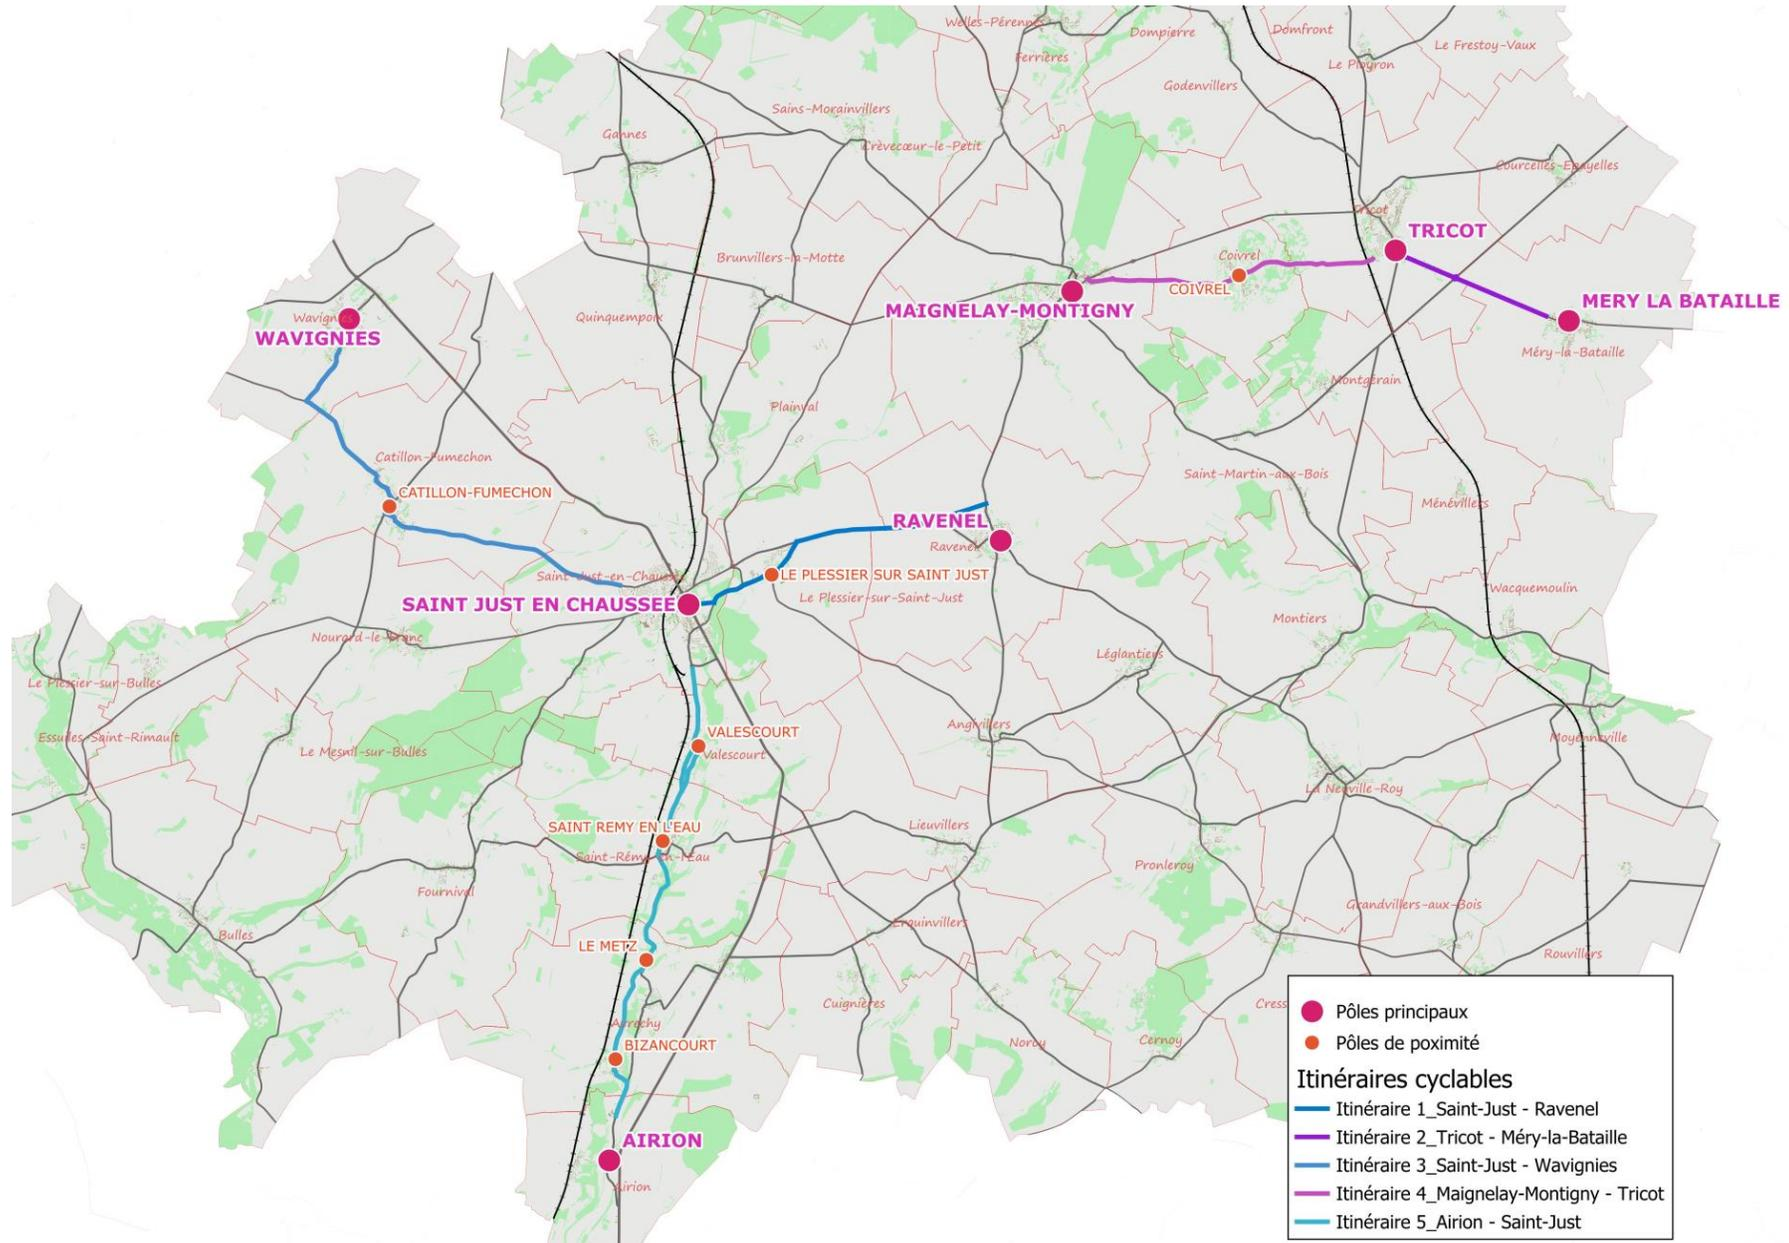 Welles-Pérennes
Dompierre
Domfront
Le Frestoy-Vaux
Ferrières
Le Ployron
Godenvillers
Sains-Morainvillers
Gannes
Crèvecœur-le-Petit
Courcelles-Epayelles
Tricot
TRICOT
Brunvillers-la-Motte
Coivrel
COIVREL
MERY LA BATAILLE
MAIGNELAY-MONTIGNY
Wavignies
Quinquempoix
WAVIGNIES
Méry-la-Bataille
Montgérain
Plainval
Catillon-Fumechon
Saint-Martin-aux-Bois
CATILLON-FUMECHON
Ménévillers
RAVENEL
Ravenel
Saint-Just-en-Chaussée
LE PLESSIER SUR SAINT JUST
Wacquemoulin
Le Plessier-sur-Saint-Just
SAINT JUST EN CHAUSSEE
Montiers
Nourard-le-Franc
Léglantiers
Le Plessier-sur-Bulles
Angivillers
VALESCOURT
Essuiles-Saint-Rimault
Moyenneville
Le Mesnil-sur-Bulles
Valescourt
La Neuville-Roy
SAINT REMY EN L'EAU
Lieuvillers
Saint-Rémy-en-l'Eau
Pronleroy
Fournival
Grandvillers-aux-Bois
Erquinvillers
Bulles
LE METZ
Rouvillers
Cuignières
Cress
Avrechy
Noroy
Cernoy
BIZANCOURT
AIRION
Airion
Pôles principaux
Pôles de poximité
Itinéraires cyclables
Itinéraire 1_Saint-Just - Ravenel
Itinéraire 2_Tricot - Méry-la-Bataille
Itinéraire 3_Saint-Just - Wavignies
Itinéraire 4_Maignelay-Montigny - Tricot
Itinéraire 5_Airion - Saint-Just